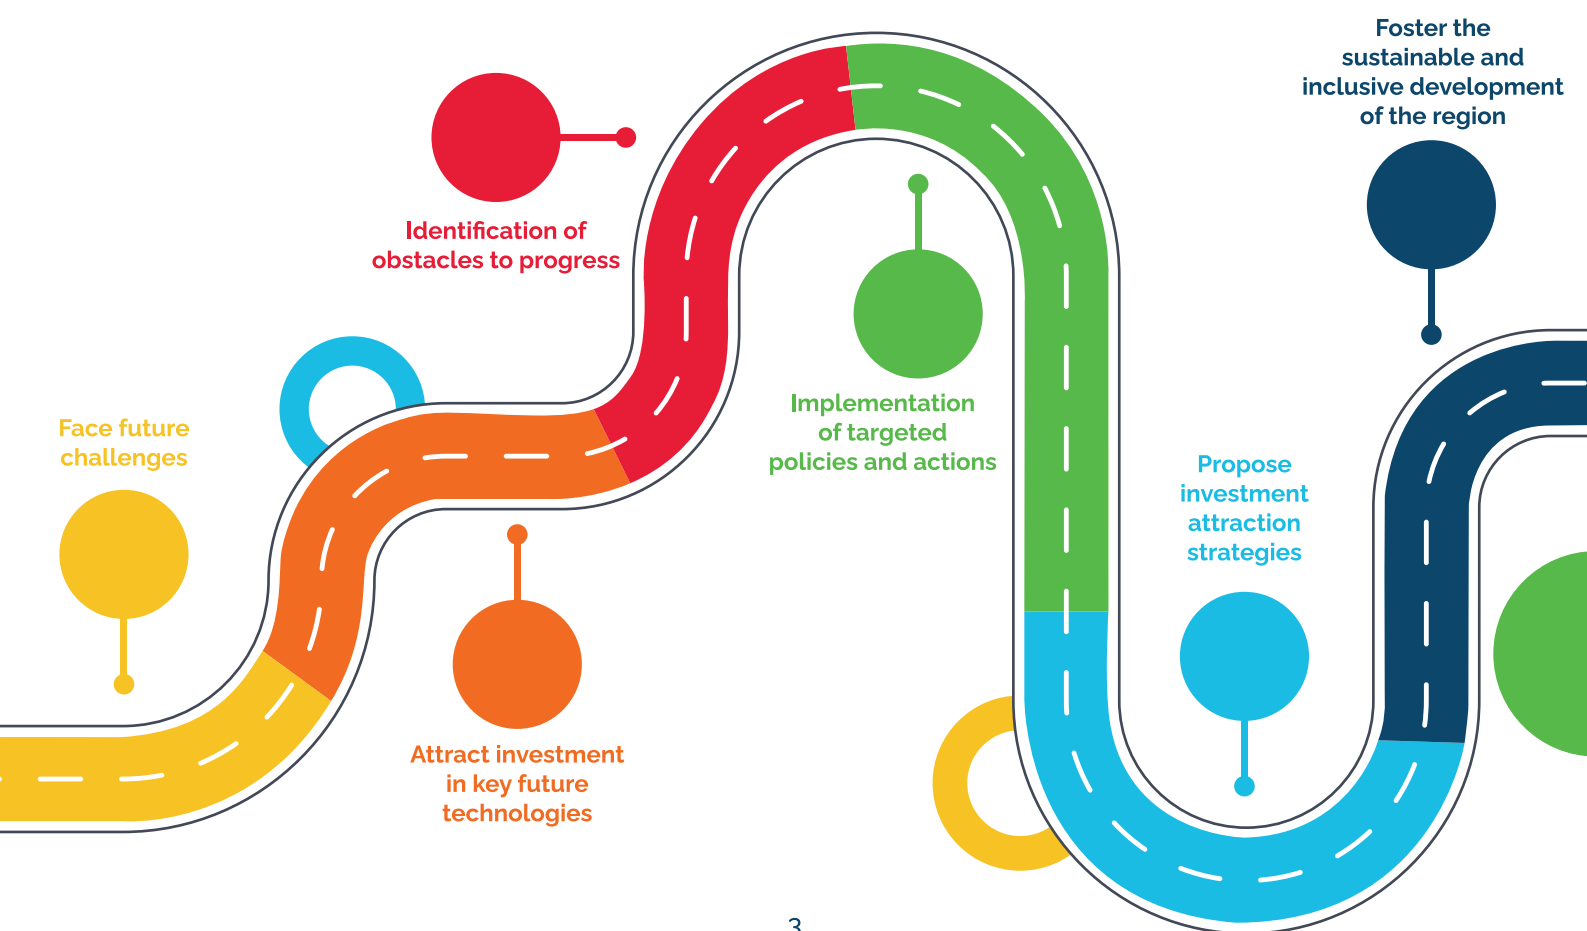 Face future
challenges
Attract investment
in key future
technologies
Identification of
obstacles to progress
Implementation
of targeted
policies and actions
Propose
investment
attraction
strategies
Foster the
sustainable and
inclusive development
of the region
3